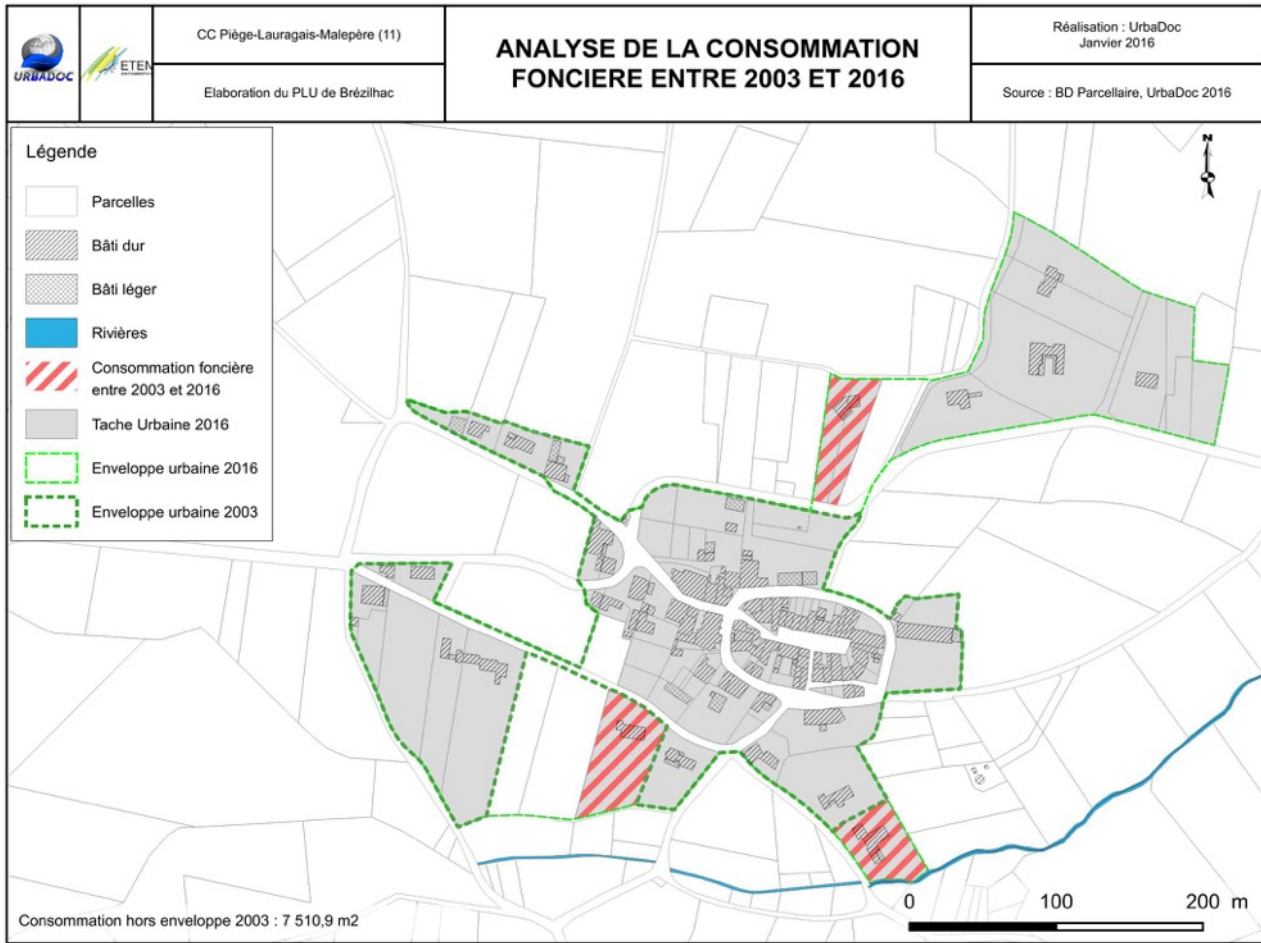 URBADOC
ETEN
CC Piège-Lauragais-Malepère (11)
Elaboration du PLU de Brézilhac
ANALYSE DE LA CONSOMMATION
FONCIERE ENTRE 2003 ET 2016
Réalisation : UrbaDoc
Janvier 2016
Source : BD Parcellaire, UrbaDoc 2016
Légende
Parcelles
Bâti dur
Bâti léger
Rivières
Consommation foncière
entre 2003 et 2016
Tache Urbaine 2016
Enveloppe urbaine 2016
Enveloppe urbaine 2003
N
0 100 200 m
Consommation hors enveloppe 2003 : 7 510,9 m2